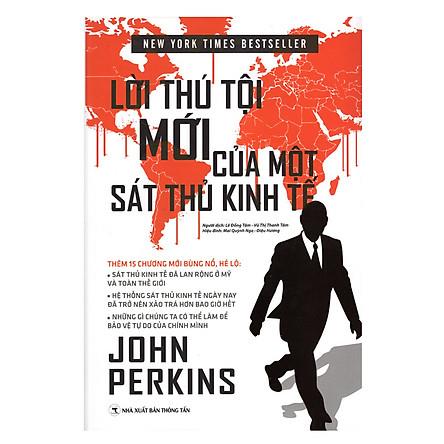 NEW YORK TIMES BESTSELLER
LỜI THÚ TỘI
MỚI
CỦA MỘT
SÁT THỦ KINH TẾ
Người dịch: Lê Đồng Tâm - Vũ Thị Thanh Tâm
Hiệu đính: Mai Quỳnh Nga - Diệu Hương
THÊM 15 CHƯƠNG MỚI BÙNG NỔ, HÉ LỘ:
• SÁT THỦ KINH TẾ ĐÃ LAN RỘNG Ở MỸ
VÀ TOÀN THẾ GIỚI
• HỆ THỐNG SÁT THỦ KINH TẾ NGÀY NAY
ĐÃ TRỞ NÊN XẢO TRÁ HƠN BAO GIỜ HẾT
• NHỮNG GÌ CHÚNG TA CÓ THỂ LÀM ĐỂ
BẢO VỆ TỰ DO CỦA CHÍNH MÌNH
JOHN
PERKINS
NHÀ XUẤT BẢN THÔNG TẤN